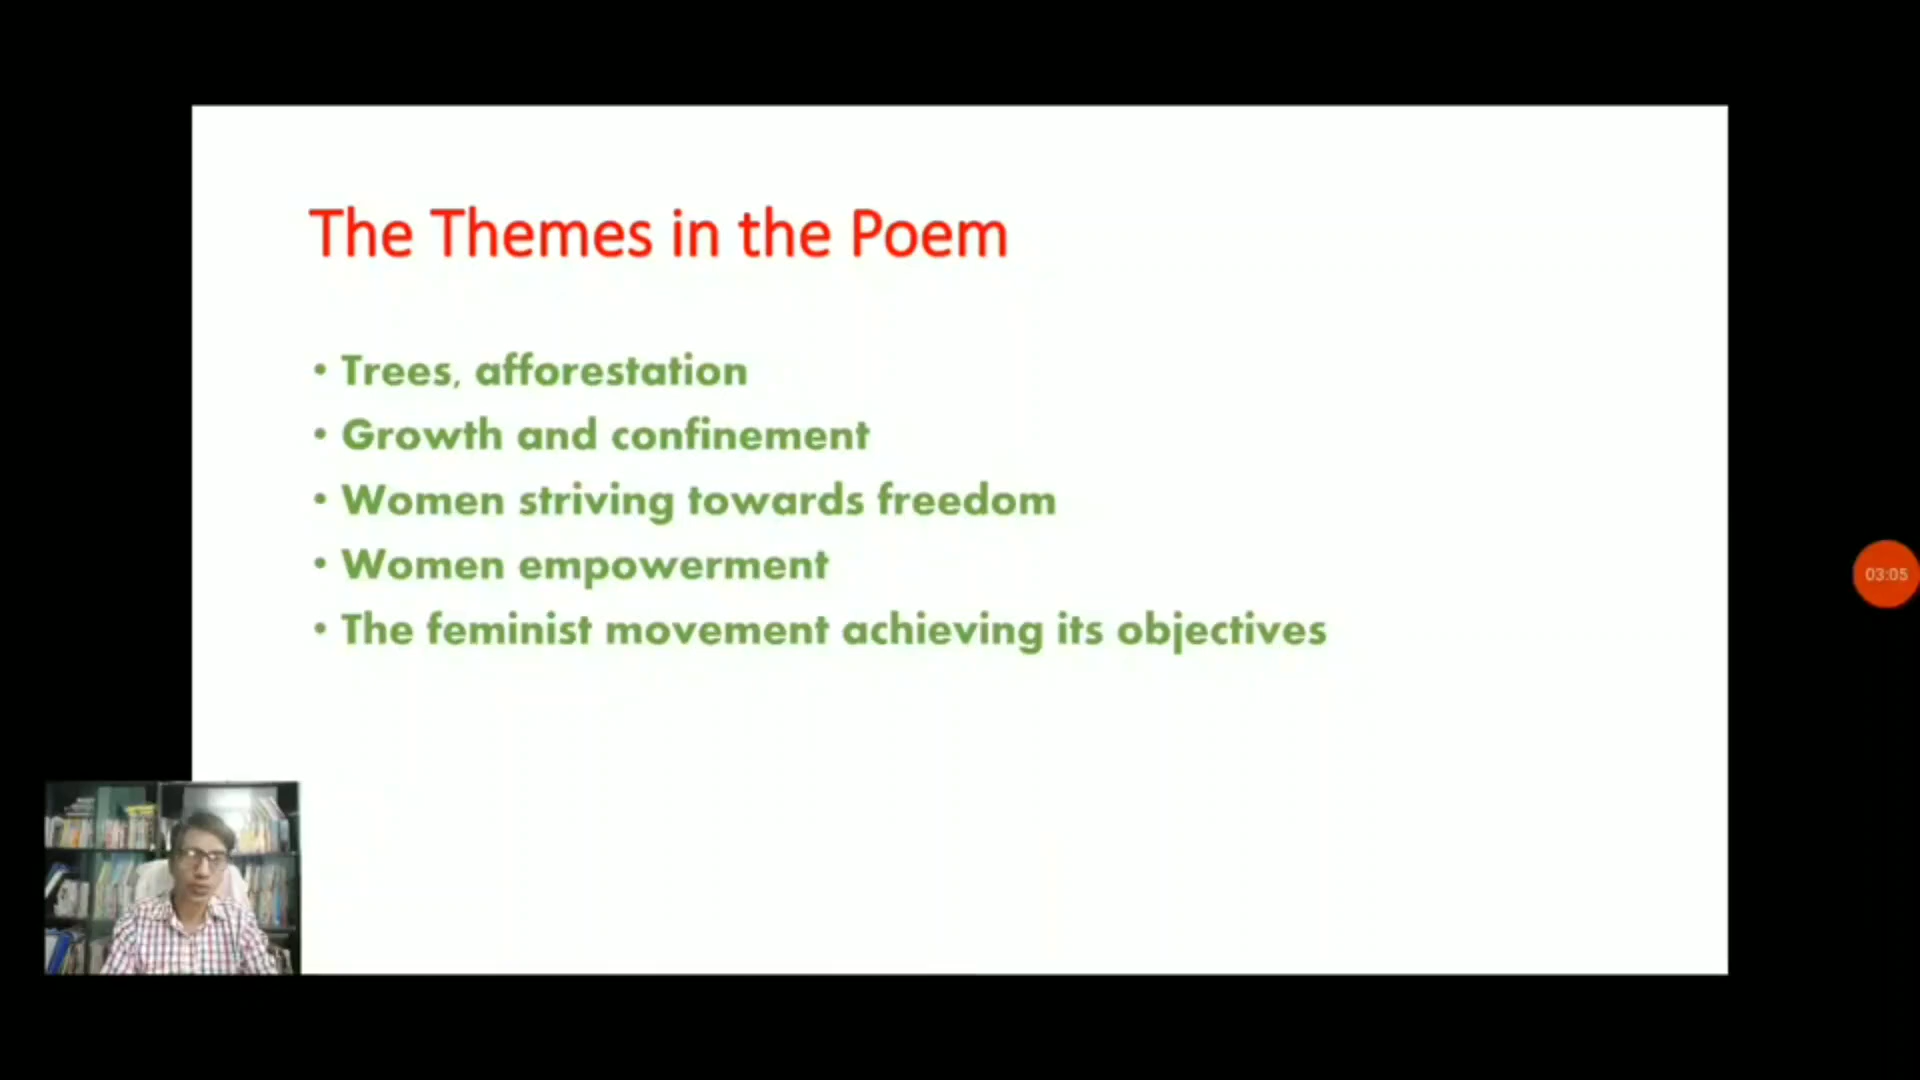 The Themes in the Poem
• Trees, afforestation
• Growth and confinement
• Women striving towards freedom
• Women empowerment
• The feminist movement achieving its objectives
03:05